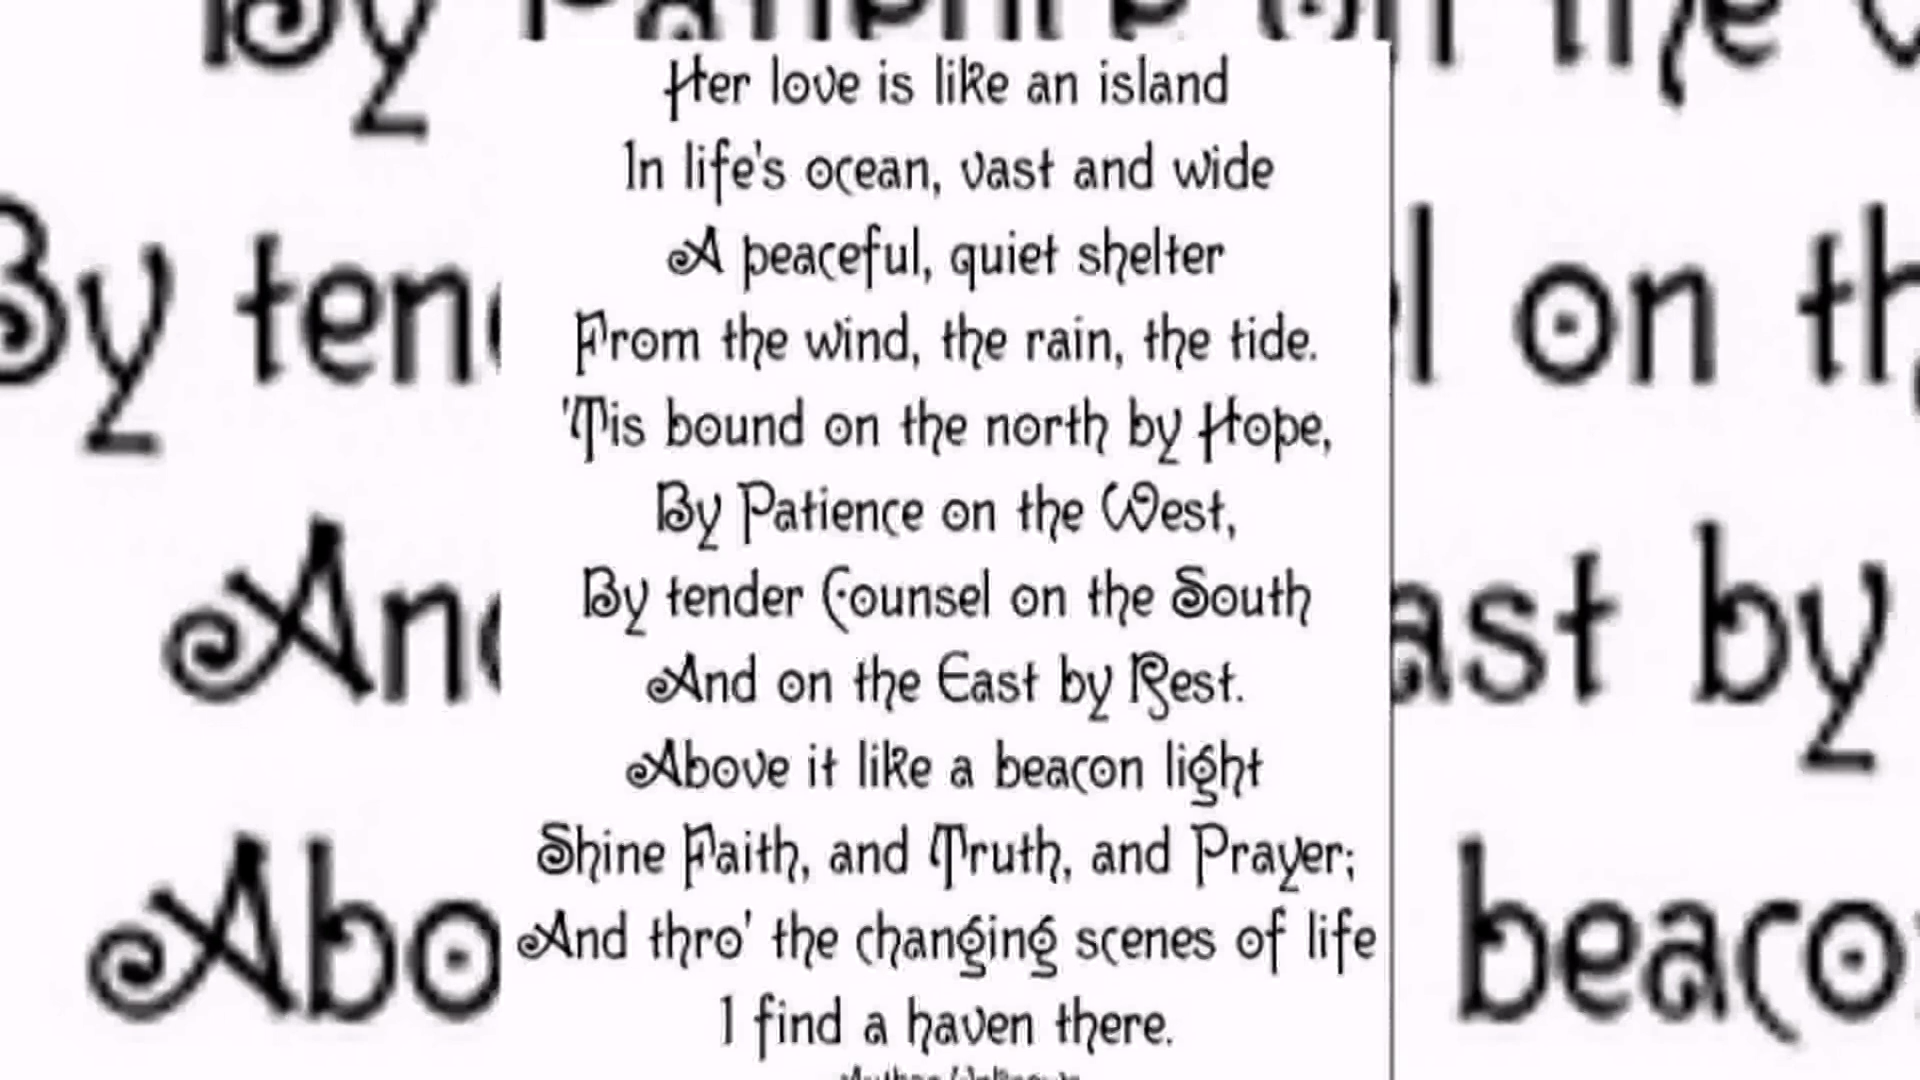 Her love is like an island
In life's ocean, vast and wide
A peaceful, quiet shelter
From the wind, the rain, the tide.
'Tis bound on the north by Hope,
By Patience on the West,
By tender Counsel on the South
And on the East by Rest.
Above it like a beacon light
Shine Faith, and Truth, and Prayer;
And thro' the changing scenes of life
I find a haven there.